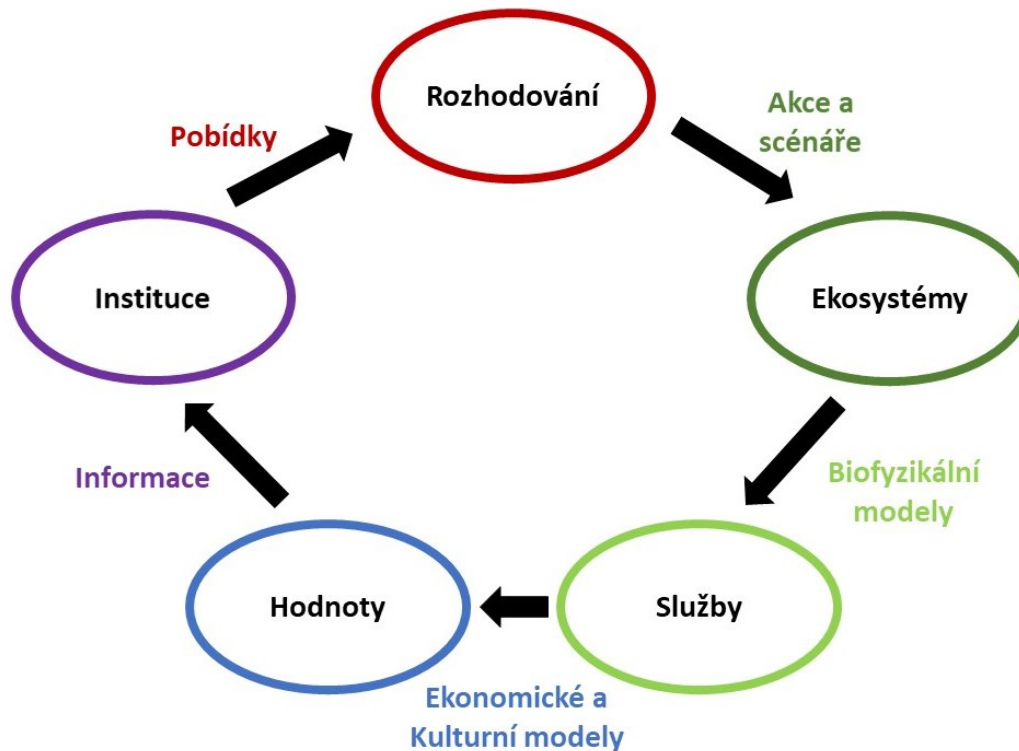 Rozhodování
Akce a
scénáře
Pobídky
Instituce
Ekosystémy
Biofyzikální
modely
Informace
Hodnoty
Služby
Ekonomické a
Kulturní modely